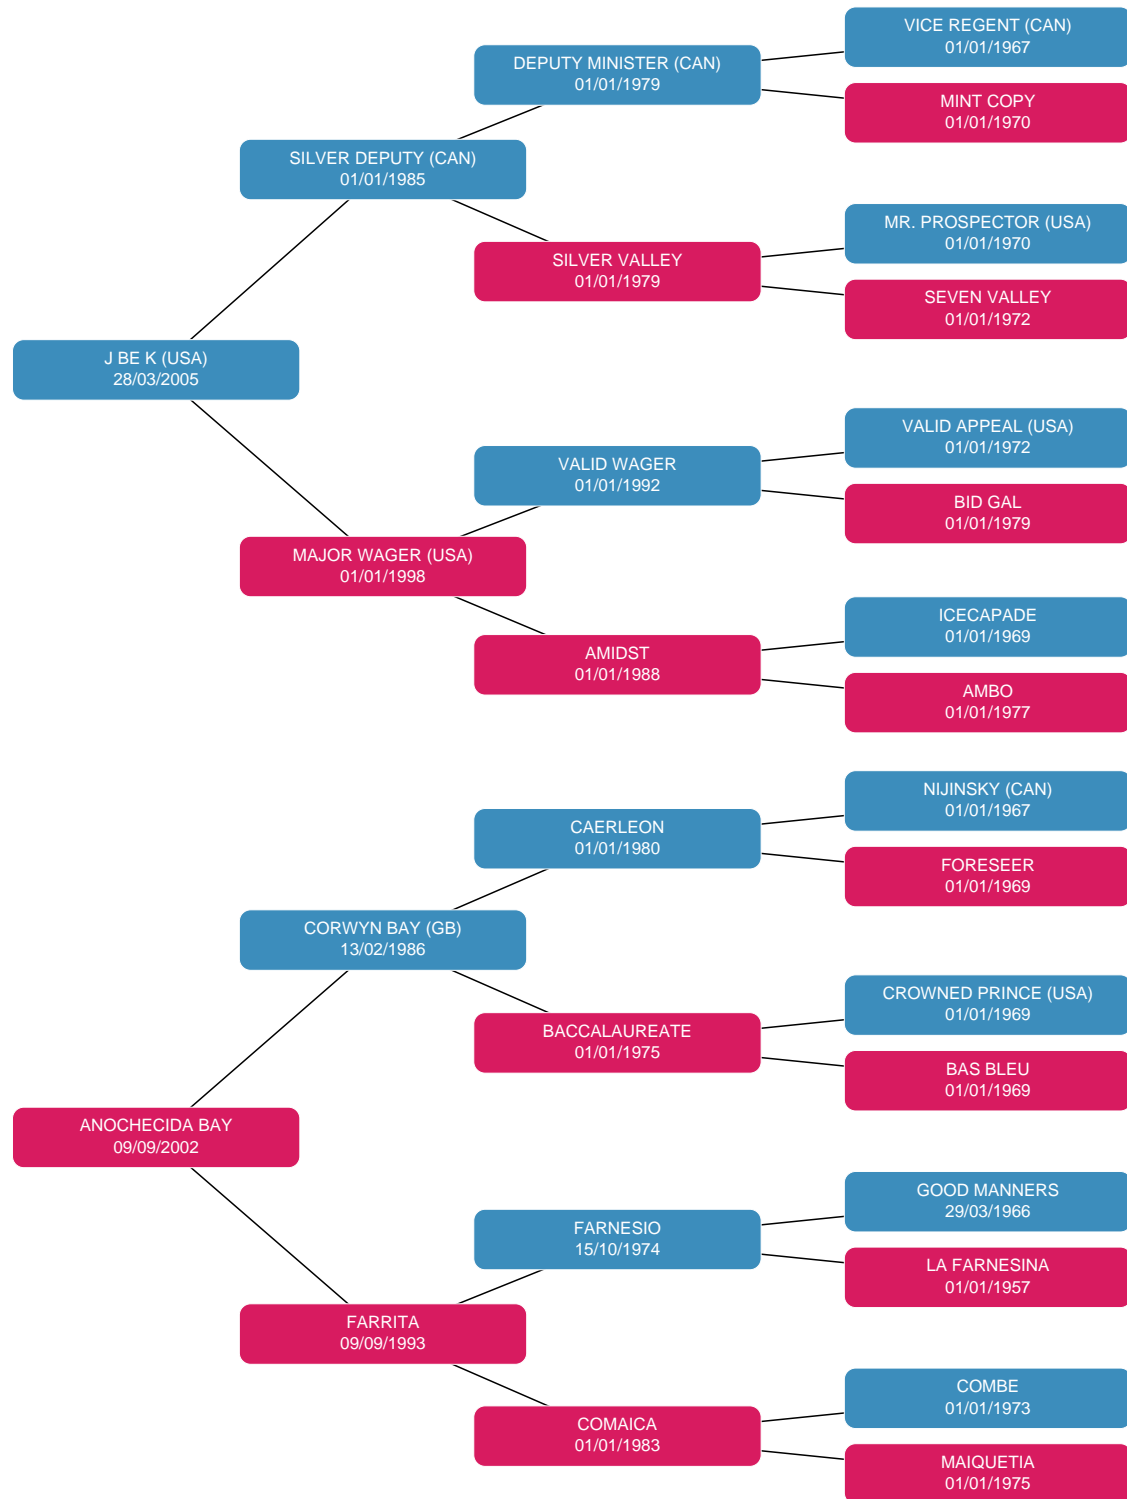 VICE REGENT (CAN)
01/01/1967
DEPUTY MINISTER (CAN)
01/01/1979
MINT COPY
01/01/1970
SILVER DEPUTY (CAN)
01/01/1985
MR. PROSPECTOR (USA)
01/01/1970
SILVER VALLEY
01/01/1979
SEVEN VALLEY
01/01/1972
J BE K (USA)
28/03/2005
VALID APPEAL (USA)
01/01/1972
VALID WAGER
01/01/1992
BID GAL
01/01/1979
MAJOR WAGER (USA)
01/01/1998
ICECAPADE
01/01/1969
AMIDST
01/01/1988
AMBO
01/01/1977
NIJINSKY (CAN)
01/01/1967
CAERLEON
01/01/1980
FORESEER
01/01/1969
CORWYN BAY (GB)
13/02/1986
CROWNED PRINCE (USA)
01/01/1969
BACCALAUREATE
01/01/1975
BAS BLEU
01/01/1969
ANOCHECIDA BAY
09/09/2002
GOOD MANNERS
29/03/1966
FARNESIO
15/10/1974
LA FARNESINA
01/01/1957
FARRITA
09/09/1993
COMBE
01/01/1973
COMAICA
01/01/1983
MAIQUETIA
01/01/1975